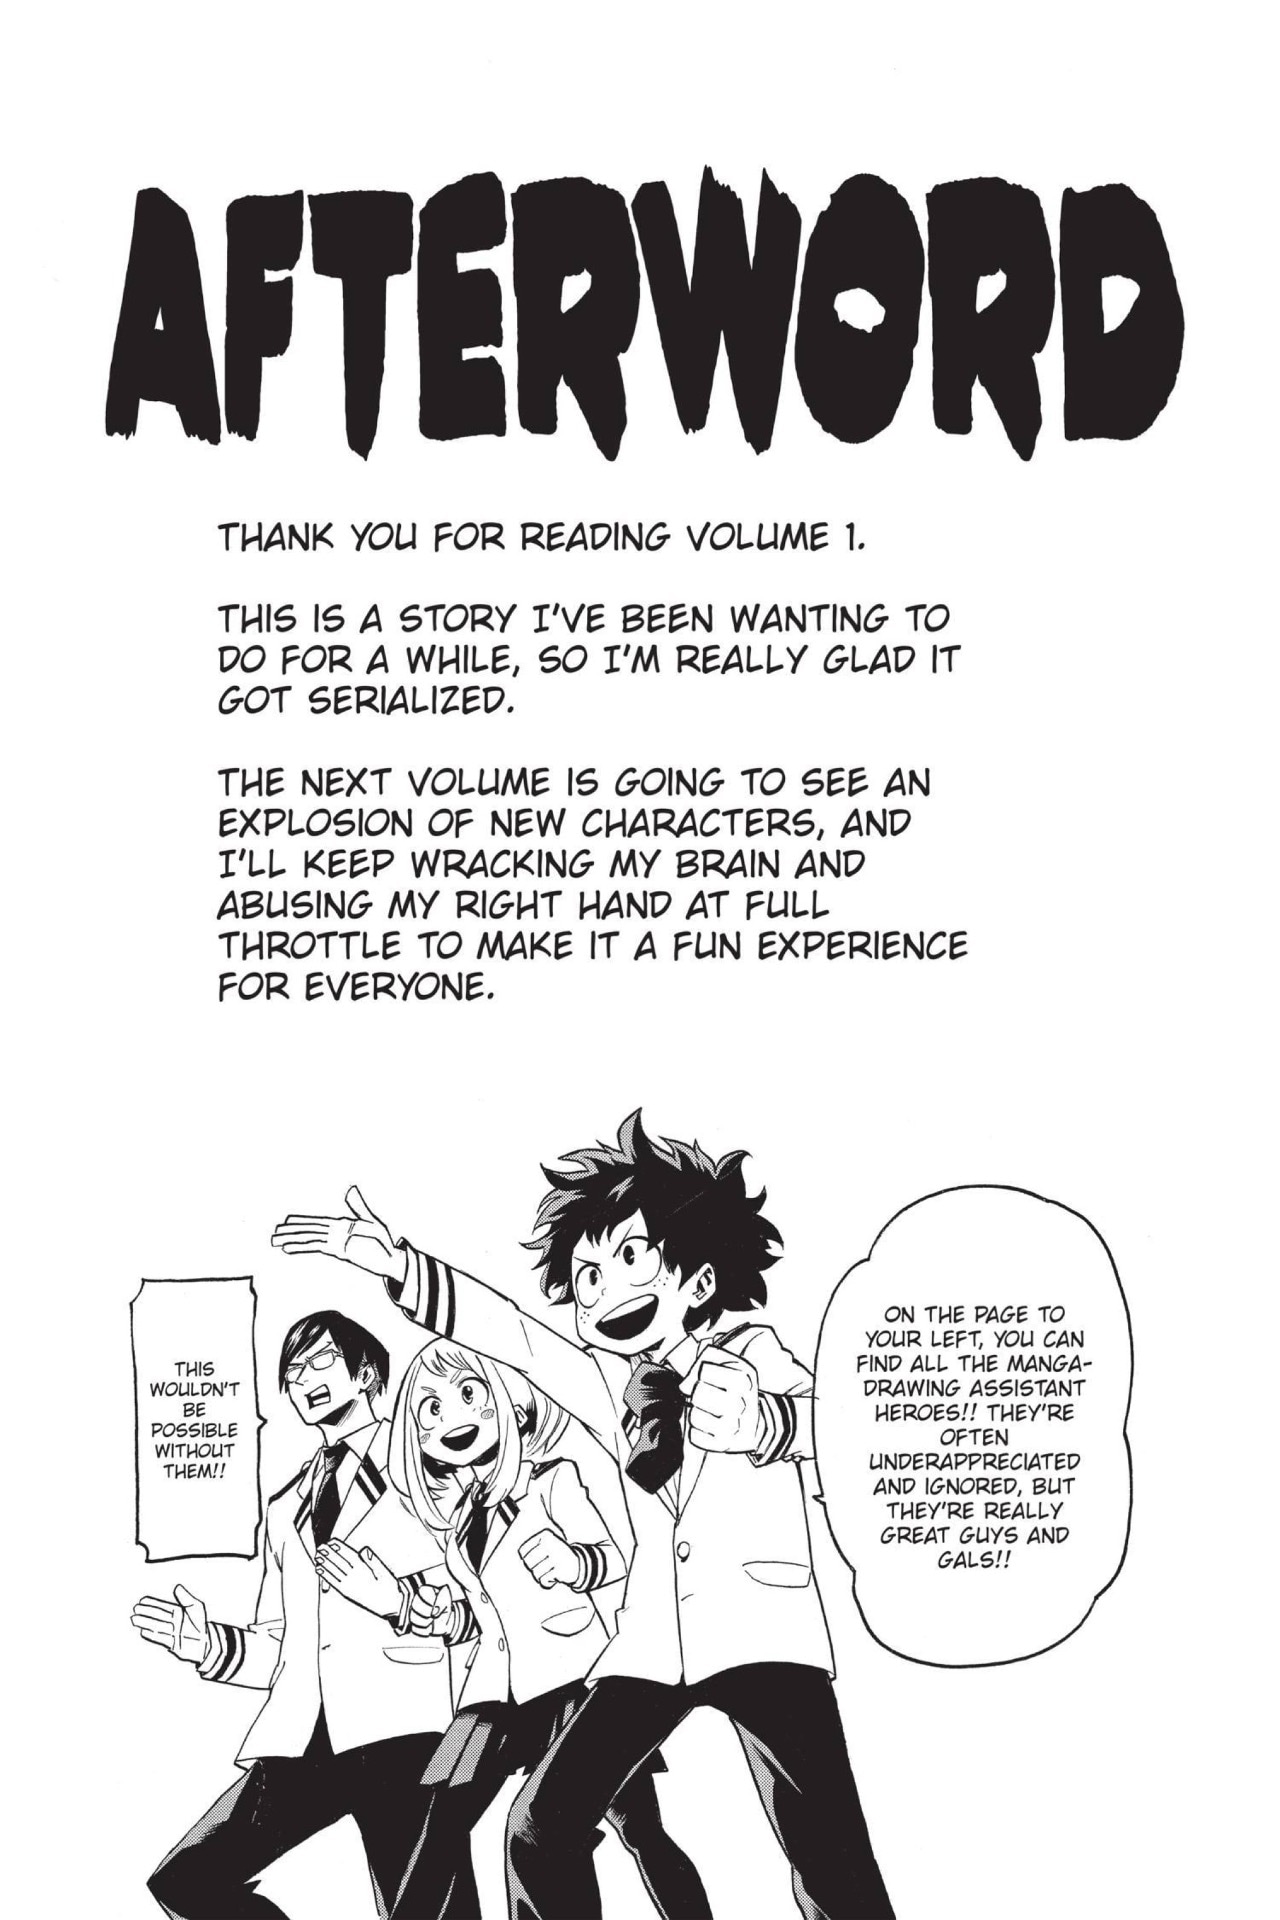 AFTERWORD
THANK YOU FOR READING VOLUME 1.
THIS IS A STORY I'VE BEEN WANTING TO
DO FOR A WHILE, SO I'M REALLY GLAD IT
GOT SERIALIZED.
THE NEXT VOLUME IS GOING TO SEE AN
EXPLOSION OF NEW CHARACTERS, AND
I'LL KEEP WRACKING MY BRAIN AND
ABUSING MY RIGHT HAND AT FULL
THROTTLE TO MAKE IT A FUN EXPERIENCE
FOR EVERYONE.
ON THE PAGE TO
YOUR LEFT, YOU CAN
FIND ALL THE MANGA-
DRAWING ASSISTANT
HEROES!! THEY'RE
OFTEN
UNDERAPPRECIATED
AND IGNORED, BUT
THEY'RE REALLY
GREAT GUYS AND
GALS!!
THIS
WOULDN'T
BE
POSSIBLE
WITHOUT
THEM!!